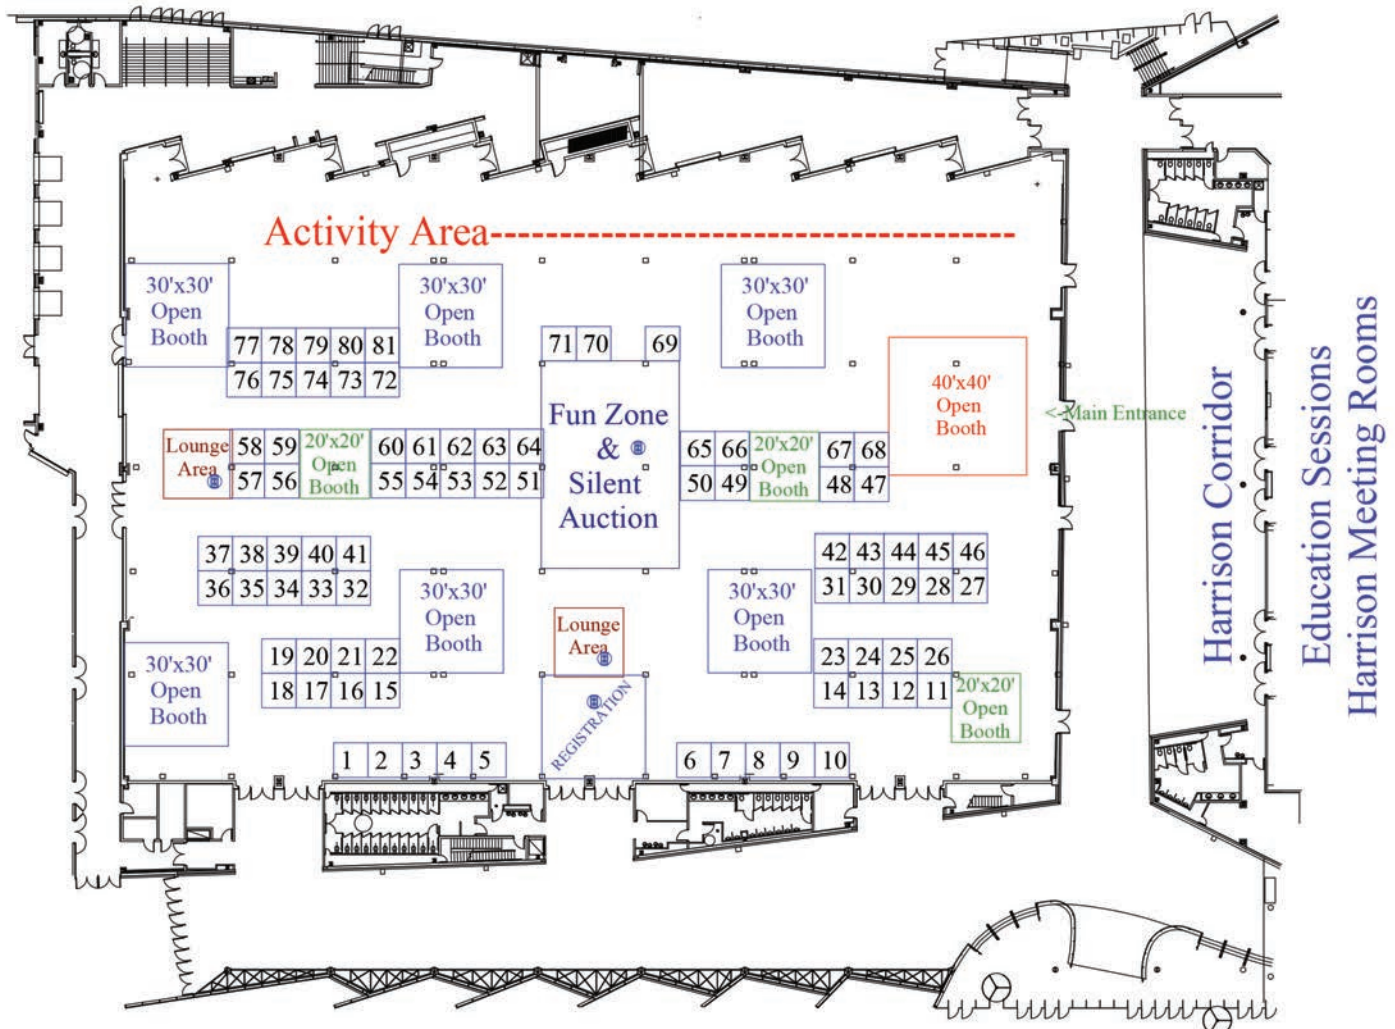 Activity Area
30'x30'
Open
Booth
30'x30'
Open
Booth
30'x30'
Open
Booth
77 78 79 80 81
76 75 74 73 72
71 70 69
40'x40'
Open
Booth
<-Main Entrance
Lounge
Area
58 59
57 56
20'x20'
Open
Booth
60 61 62 63 64
55 54 53 52 51
Fun Zone
&
Silent
Auction
65 66
50 49
20'x20'
Open
Booth
67 68
48 47
37 38 39 40 41
36 35 34 33 32
30'x30'
Open
Booth
30'x30'
Open
Booth
42 43 44 45 46
31 30 29 28 27
Lounge
Area
30'x30'
Open
Booth
19 20 21 22
18 17 16 15
23 24 25 26
14 13 12 11
20'x20'
Open
Booth
REGISTRATION
1 2 3 4 5
6 7 8 9 10
Harrison Corridor
Education Sessions
Harrison Meeting Rooms